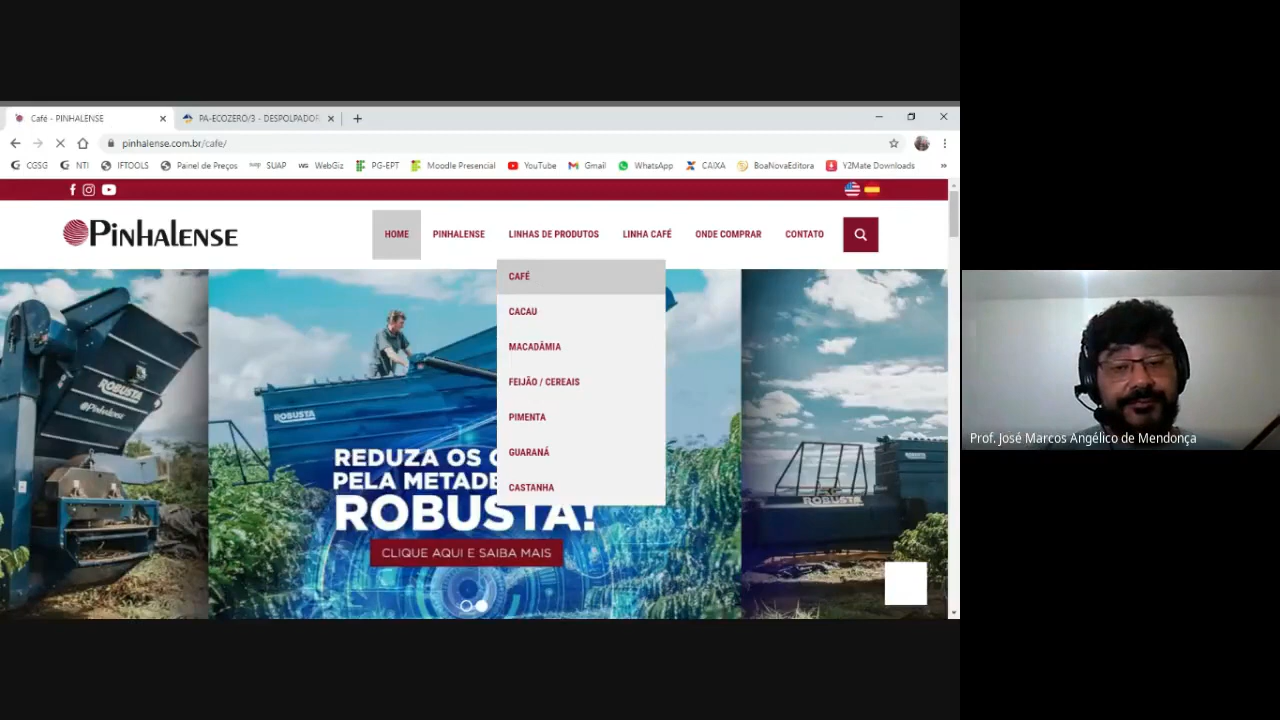 Café - PINHALENSE
PA-ECOZERO/3 - DESPOLPADOR
pinhalense.com.br/cafe/
CGSG NTI IFTOOLS Painel de Preços SUAP WebGiz PG-EPT Moodle Presencial YouTube Gmail WhatsApp CAIXA BoaNovaEditora Y2Mate Downloads »
PINHALENSE
HOME PINHALENSE LINHAS DE PRODUTOS LINHA CAFÉ ONDE COMPRAR CONTATO
CAFÉ
CACAU
MACADÂMIA
FEIJÃO / CEREAIS
PIMENTA
GUARANÁ
CASTANHA
ROBUSTA
Pinhalense
ROBUSTA
REDUZA OS
PELA METADE
ROBUSTA!
CLIQUE AQUI E SAIBA MAIS
ROBUSTA
Prof. José Marcos Angélico de Mendonça